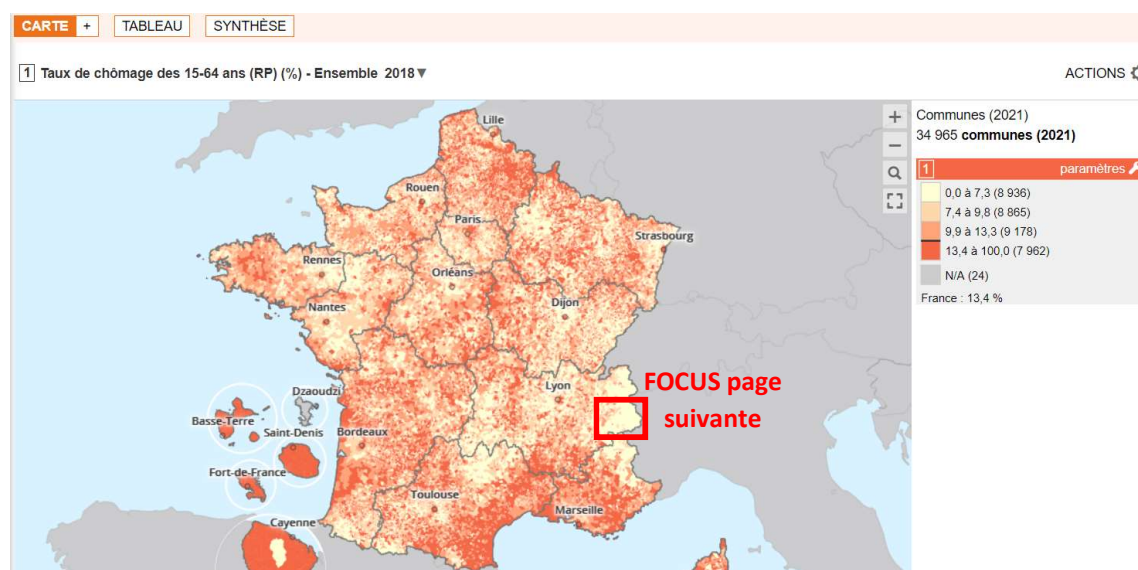 CARTE + TABLEAU SYNTHÈSE
1 Taux de chômage des 15-64 ans (RP) (%) - Ensemble 2018▼
ACTIONS
Communes (2021)
34 965 communes (2021)
1 paramètres
0,0 à 7,3 (8 936)
7,4 à 9,8 (8 865)
9,9 à 13,3 (9 178)
13,4 à 100,0 (7 962)
N/A (24)
France : 13,4 %
+
−
Lille
Rouen
Paris
Strasbourg
Rennes
Orléans
Nantes
Dijon
Lyon
FOCUS page
suivante
Dzaoudzi
Basse-Terre
Saint-Denis
Bordeaux
Fort-de-France
Toulouse
Marseille
Cayenne